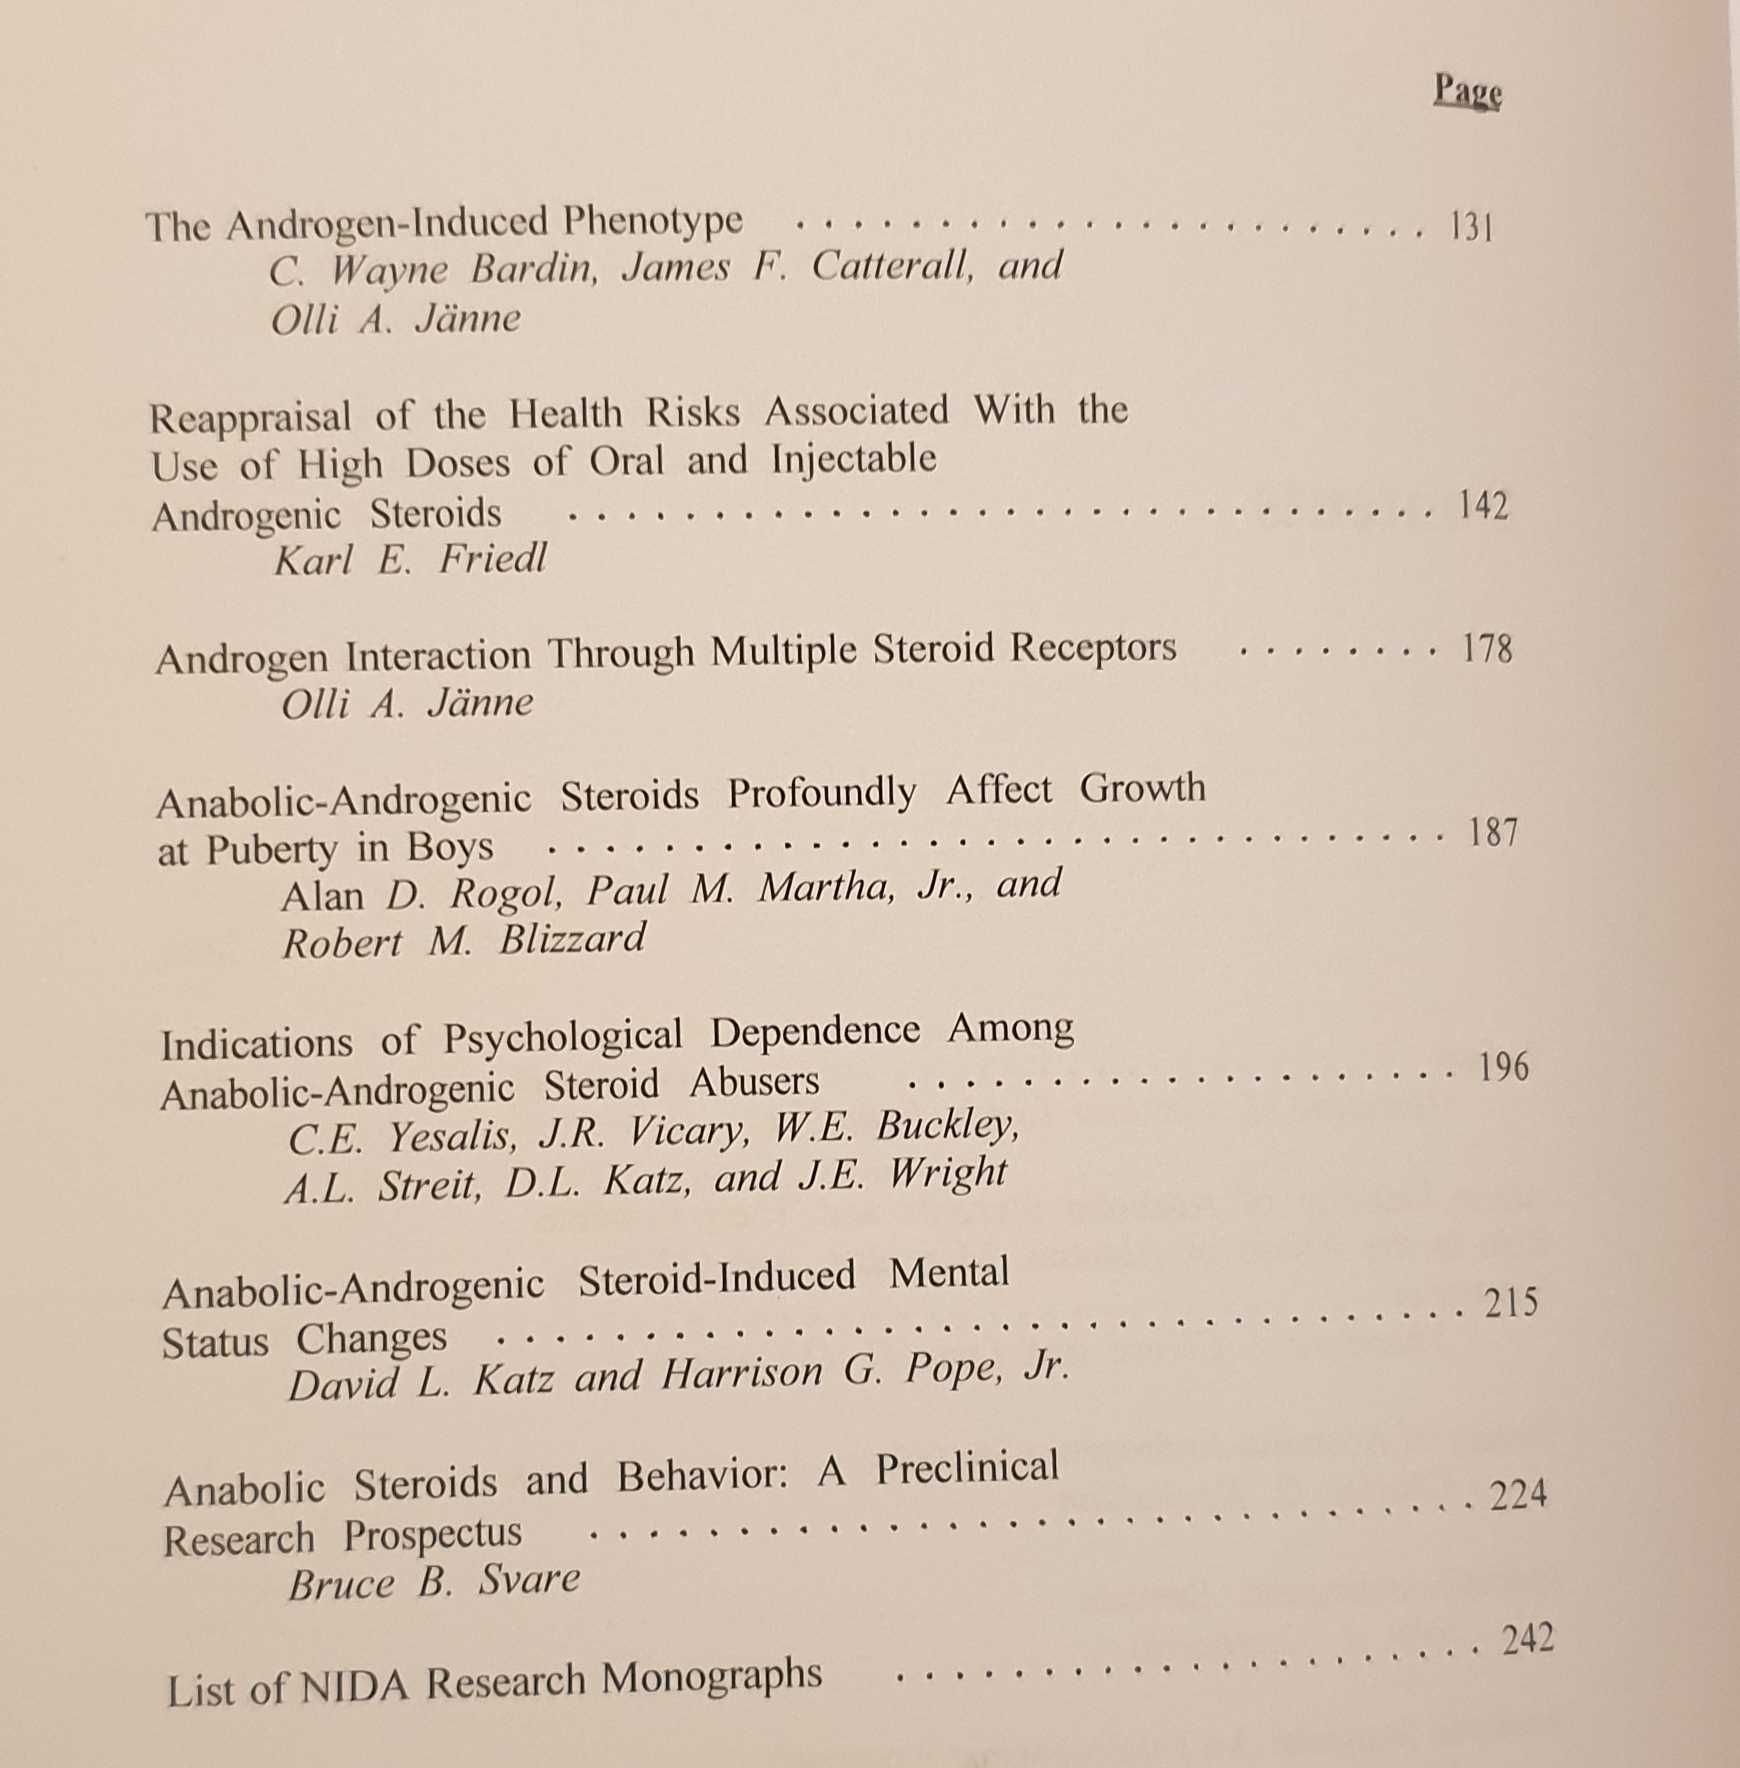 Page
The Androgen-Induced Phenotype . . . . . . . . . . . . . . . . . . . . . . 131
C. Wayne Bardin, James F. Catterall, and
Olli A. Jänne
Reappraisal of the Health Risks Associated With the
Use of High Doses of Oral and Injectable
Androgenic Steroids . . . . . . . . . . . . . . . . . . . . . . . . . . . . . . 142
Karl E. Friedl
Androgen Interaction Through Multiple Steroid Receptors . . . . . . . . 178
Olli A. Jänne
Anabolic-Androgenic Steroids Profoundly Affect Growth
at Puberty in Boys . . . . . . . . . . . . . . . . . . . . . . . . . . . . . . . 187
Alan D. Rogol, Paul M. Martha, Jr., and
Robert M. Blizzard
Indications of Psychological Dependence Among
Anabolic-Androgenic Steroid Abusers . . . . . . . . . . . . . . . . . . . 196
C.E. Yesalis, J.R. Vicary, W.E. Buckley,
A.L. Streit, D.L. Katz, and J.E. Wright
Anabolic-Androgenic Steroid-Induced Mental
Status Changes . . . . . . . . . . . . . . . . . . . . . . . . . . . . . . . . . 215
David L. Katz and Harrison G. Pope, Jr.
Anabolic Steroids and Behavior: A Preclinical
Research Prospectus . . . . . . . . . . . . . . . . . . . . . . . . . . . . . . 224
Bruce B. Svare
List of NIDA Research Monographs . . . . . . . . . . . . . . . . . . . . 242